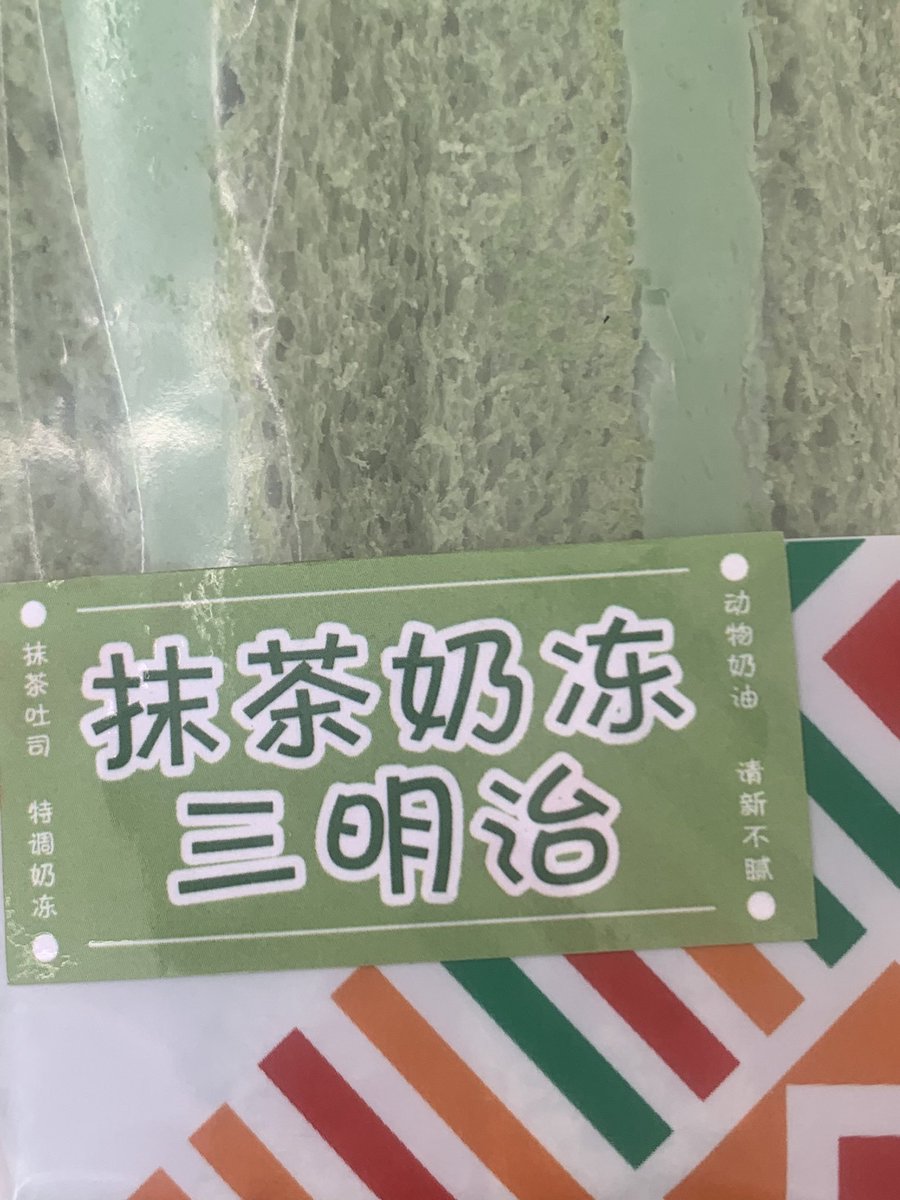 抹茶奶冻
三明治
抹茶吐司 特调奶冻
动物奶油 清新不腻